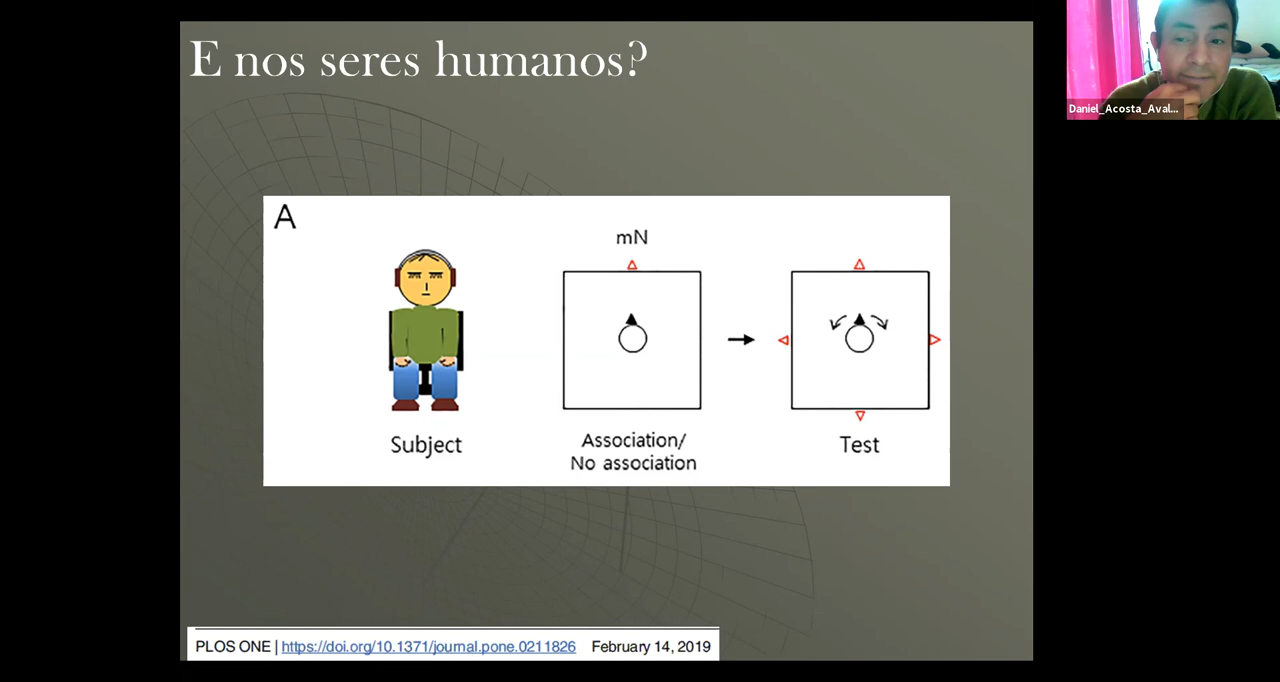 E nos seres humanos?
Daniel_Acosta_Aval...
A
mN
Subject
Association/
No association
Test
PLOS ONE | https://doi.org/10.1371/journal.pone.0211826 February 14, 2019